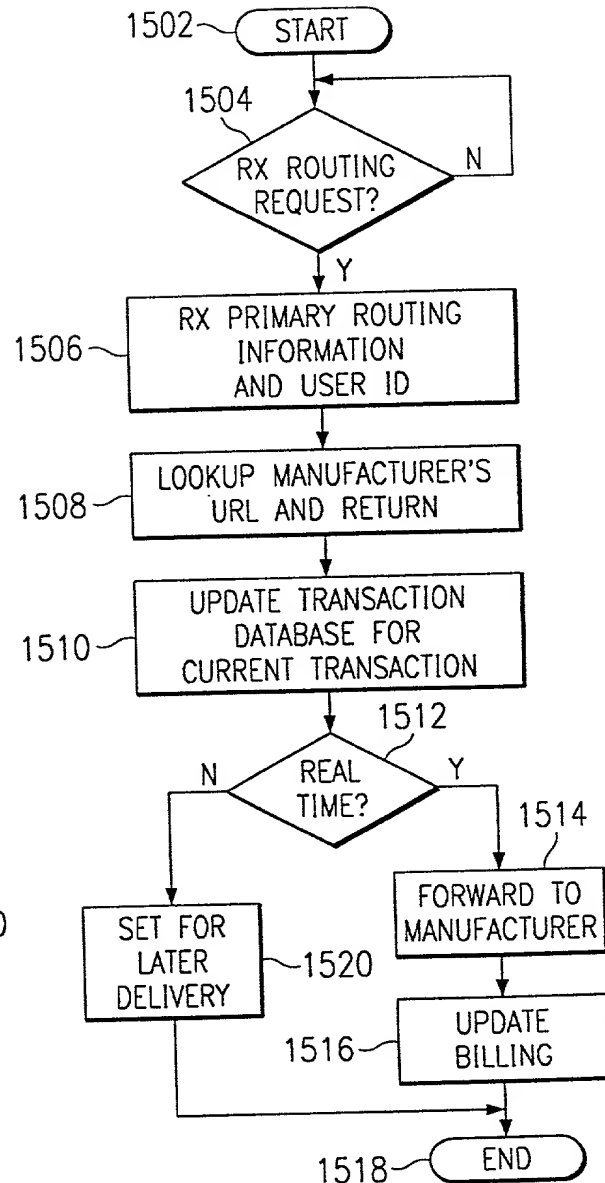 1502
START
1504
RX ROUTING
REQUEST?
N
Y
1506
RX PRIMARY ROUTING
INFORMATION
AND USER ID
1508
LOOKUP MANUFACTURER'S
URL AND RETURN
1510
UPDATE TRANSACTION
DATABASE FOR
CURRENT TRANSACTION
1512
N
REAL
TIME?
Y
1514
FORWARD TO
MANUFACTURER
SET FOR
LATER
DELIVERY
1520
1516
UPDATE
BILLING
1518
END